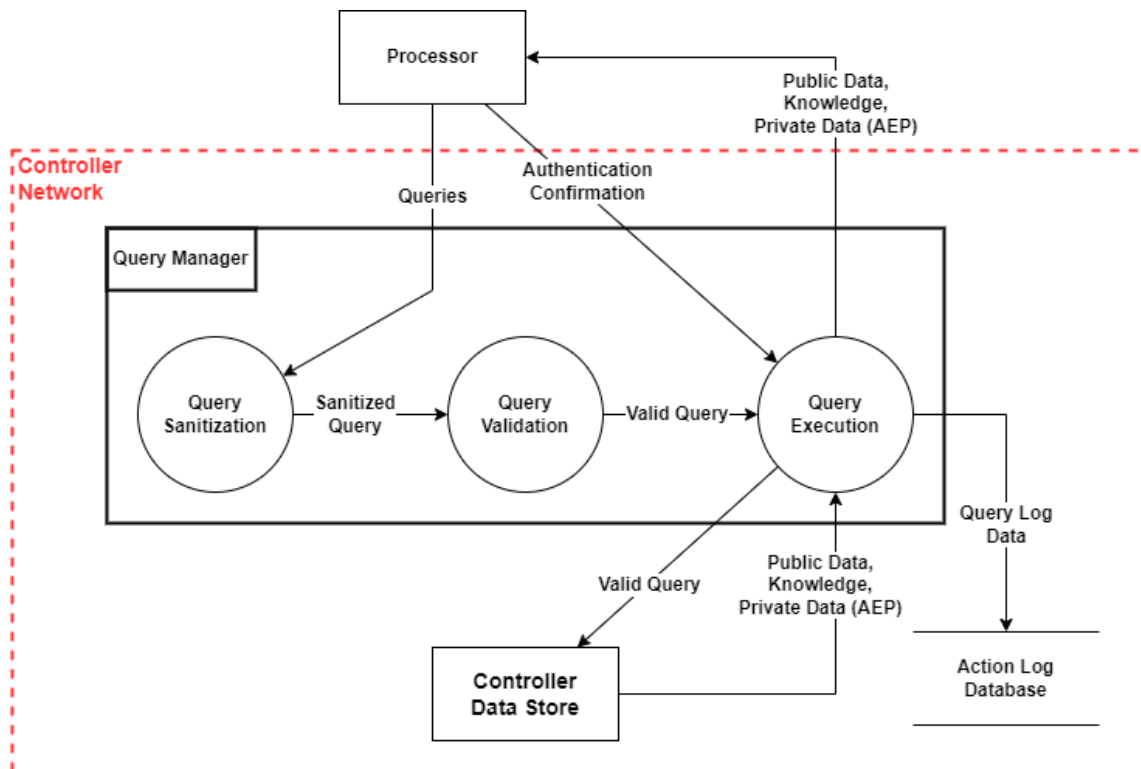 Processor
Public Data,
Knowledge,
Private Data (AEP)
Controller
Network
Authentication
Confirmation
Queries
Query Manager
Query
Sanitization
Sanitized
Query
Query
Validation
Valid Query
Query
Execution
Query Log
Data
Valid Query
Public Data,
Knowledge,
Private Data (AEP)
Controller
Data Store
Action Log
Database